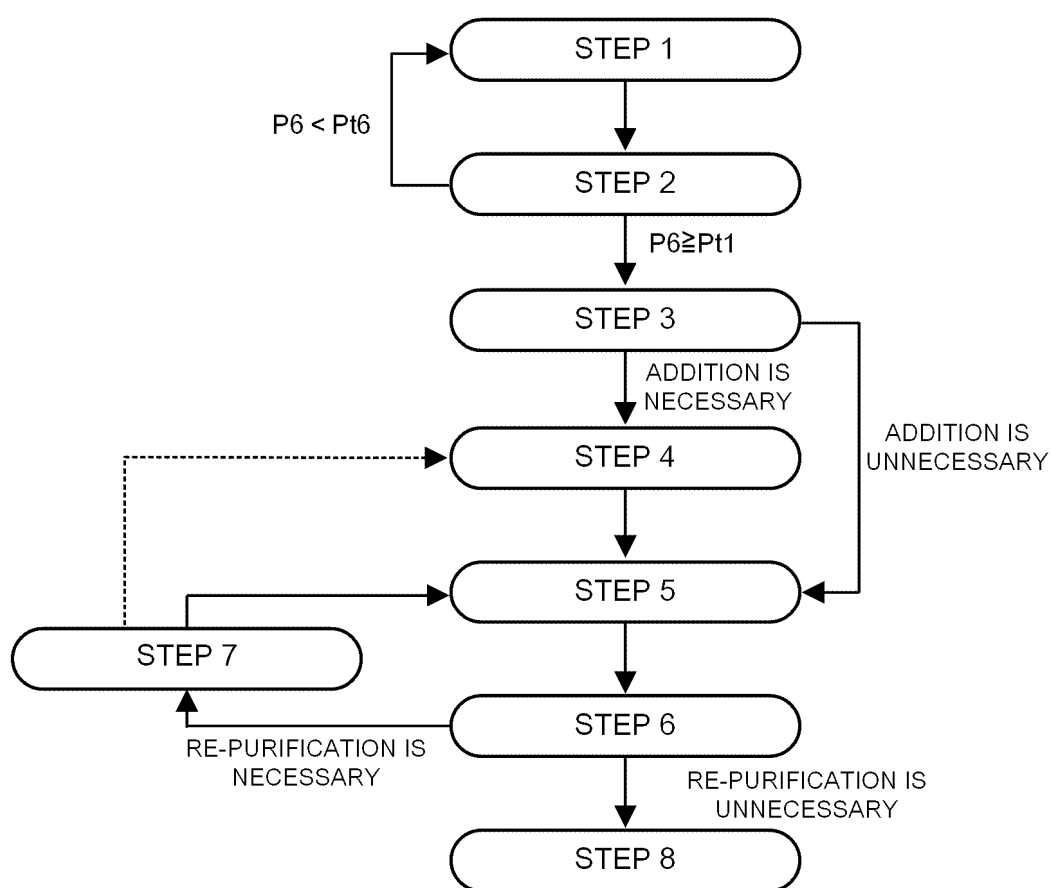 STEP 1
P6 < Pt6
STEP 2
P6≧Pt1
STEP 3
ADDITION IS
NECESSARY
ADDITION IS
UNNECESSARY
STEP 4
STEP 5
STEP 7
STEP 6
RE-PURIFICATION IS
NECESSARY
RE-PURIFICATION IS
UNNECESSARY
STEP 8